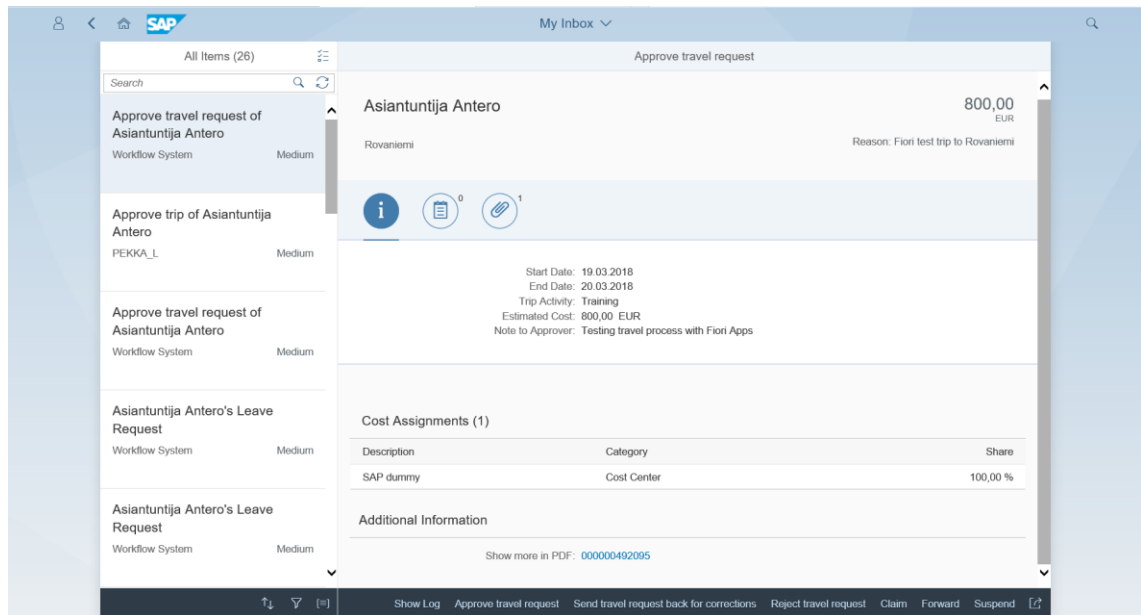 SAP
My Inbox
All Items (26)
Search
Approve travel request of
Asiantuntija Antero
Workflow System Medium
Approve trip of Asiantuntija
Antero
PEKKA_L Medium
Approve travel request of
Asiantuntija Antero
Workflow System Medium
Asiantuntija Antero's Leave
Request
Workflow System Medium
Asiantuntija Antero's Leave
Request
Workflow System Medium
Approve travel request
Asiantuntija Antero 800,00
EUR
Rovaniemi Reason: Fiori test trip to Rovaniemi
i 0 1
Start Date: 19.03.2018
End Date: 20.03.2018
Trip Activity: Training
Estimated Cost: 800,00 EUR
Note to Approver: Testing travel process with Fiori Apps
Cost Assignments (1)
Description Category Share
SAP dummy Cost Center 100,00 %
Additional Information
Show more in PDF: 000000492095
Show Log Approve travel request Send travel request back for corrections Reject travel request Claim Forward Suspend